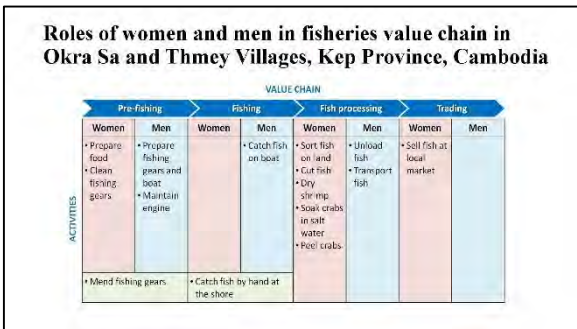 Roles of women and men in fisheries value chain in
Okra Sa and Thmey Villages, Kep Province, Cambodia
VALUE CHAIN
Pre-fishing
Fishing
Fish processing
Trading
Women
Men
Women
Men
Women
Men
Women
Men
ACTIVITIES
• Prepare
food
• Clean
fishing
gears
• Prepare
fishing
gears and
boat
• Maintain
engine
• Catch fish
on boat
• Sort fish
on land
• Cut fish
• Dry
shrimp
• Soak crabs
in salt
water
• Peel crabs
• Unload
fish
• Transport
fish
• Sell fish at
local
market
• Mend fishing gears
• Catch fish by hand at
the shore